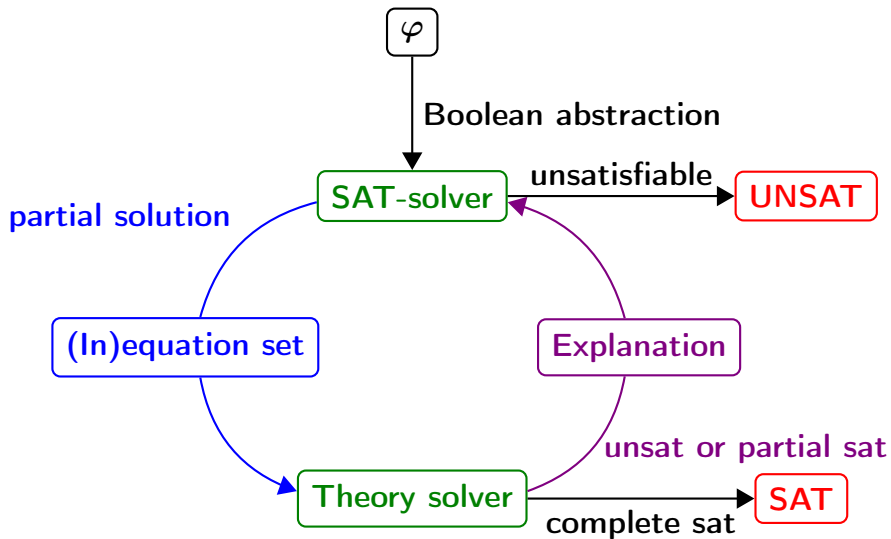 φ
Boolean abstraction
SAT-solver
unsatisfiable
UNSAT
partial solution
(In)equation set
Explanation
unsat or partial sat
Theory solver
complete sat
SAT